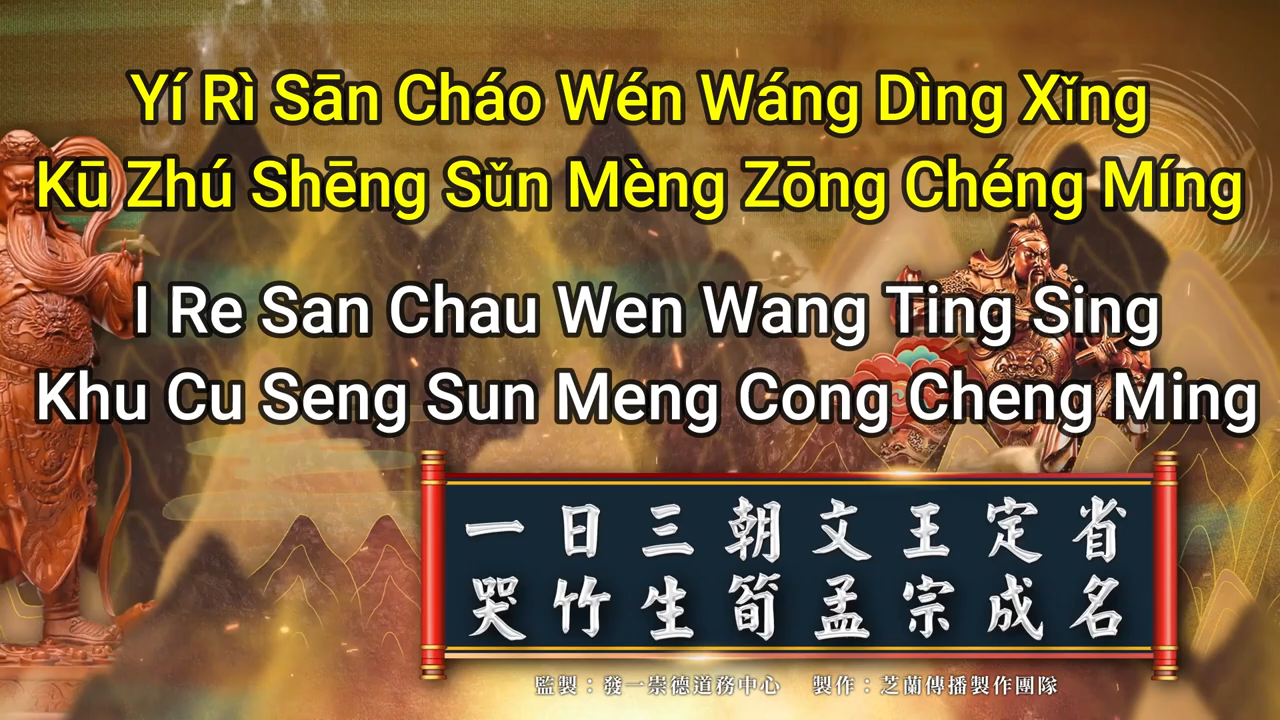 Yí Rì Sān Cháo Wén Wáng Dìng Xǐng
Kū Zhú Shēng Sǔn Mèng Zōng Chéng Míng
I Re San Chau Wen Wang Ting Sing
Khu Cu Seng Sun Meng Cong Cheng Ming
一日三朝文王定省
哭竹生筍孟宗成名
監製：發一崇德道務中心 製作：芝蘭傳播製作團隊